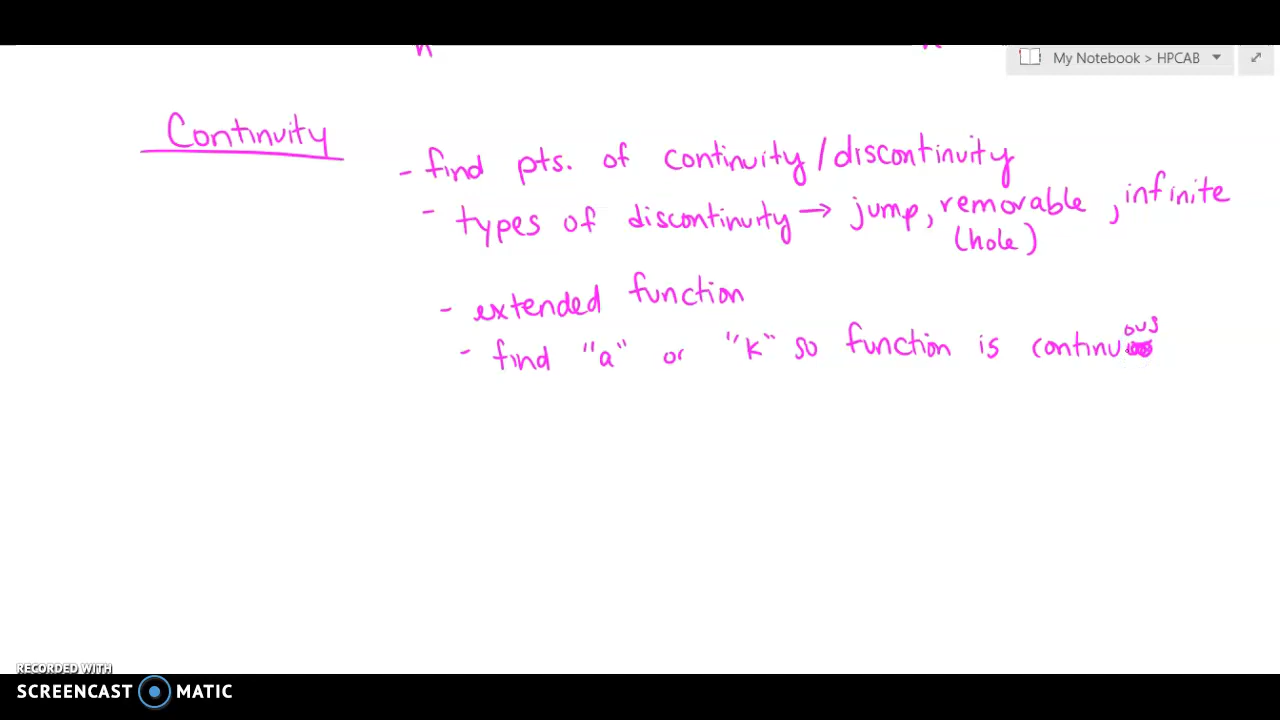 My Notebook > HPCAB
Continuity
- find pts. of continuity/discontinuity
- types of discontinuity → jump, removable, infinite
(hole)
- extended function
- find "a" or "k" so function is continuous
RECORDED WITH
SCREENCAST MATIC